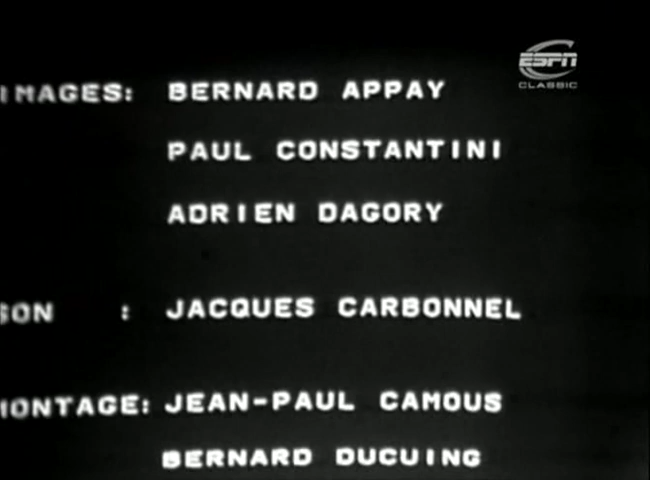 ESPN
CLASSIC
IMAGES: BERNARD APPAY
PAUL CONSTANTINI
ADRIEN DAGORY
SON : JACQUES CARBONNEL
MONTAGE: JEAN-PAUL CAMOUS
BERNARD DUCUING